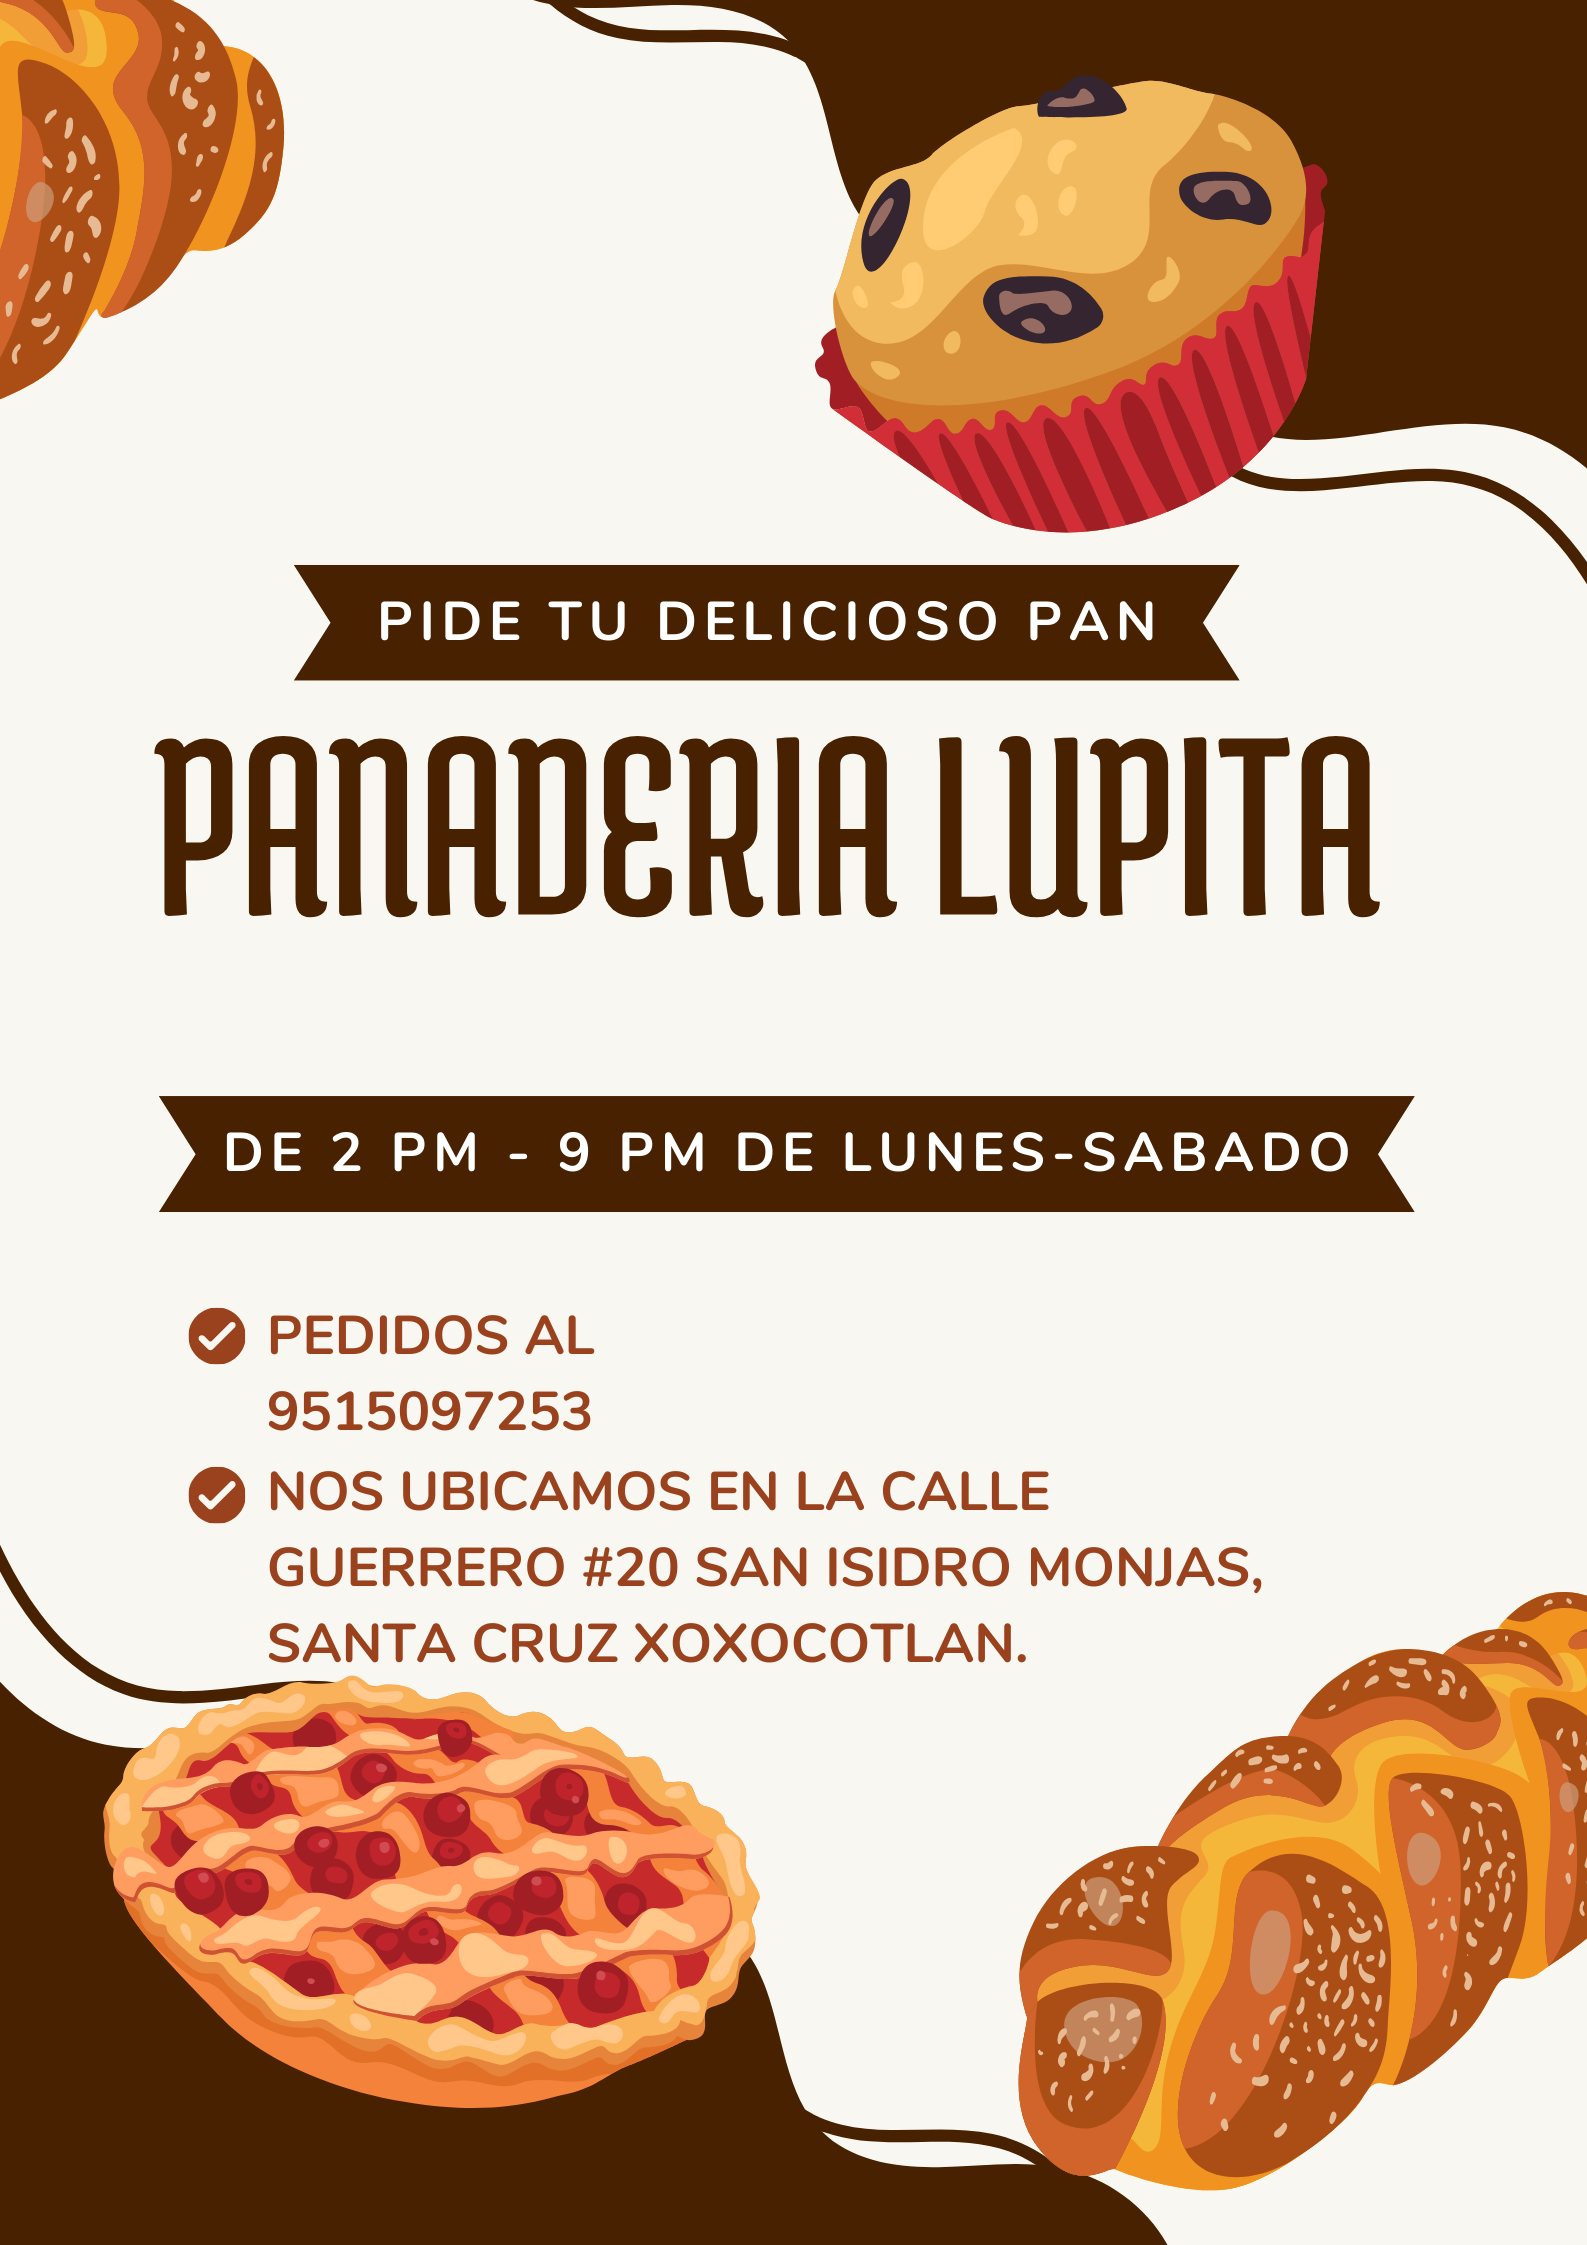 PIDE TU DELICIOSO PAN
PANADERIA LUPITA
DE 2 PM - 9 PM DE LUNES-SABADO
PEDIDOS AL
9515097253
NOS UBICAMOS EN LA CALLE
GUERRERO #20 SAN ISIDRO MONJAS,
SANTA CRUZ XOXOCOTLAN.